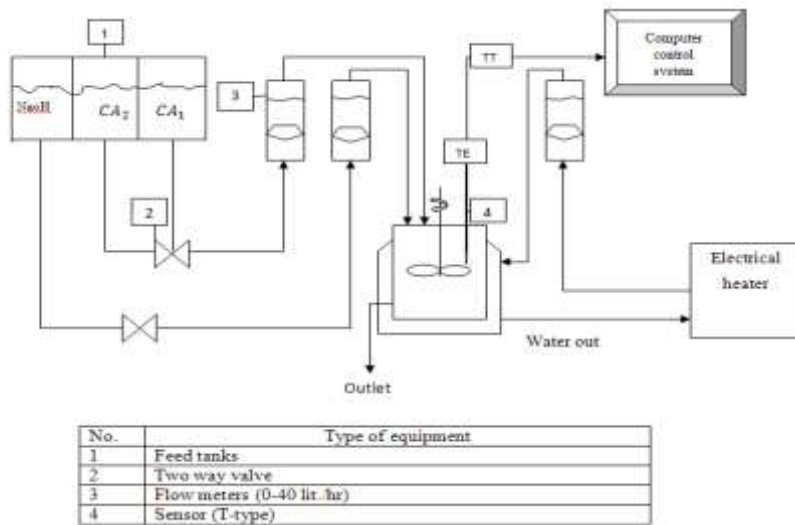 1
NaoH
CA₂
CA₁
3
2
TT
TE
4
Computer
control
system
Electrical
heater
Water out
Outlet
No. Type of equipment
1 Feed tanks
2 Two way valve
3 Flow meters (0-40 lit./hr)
4 Sensor (T-type)